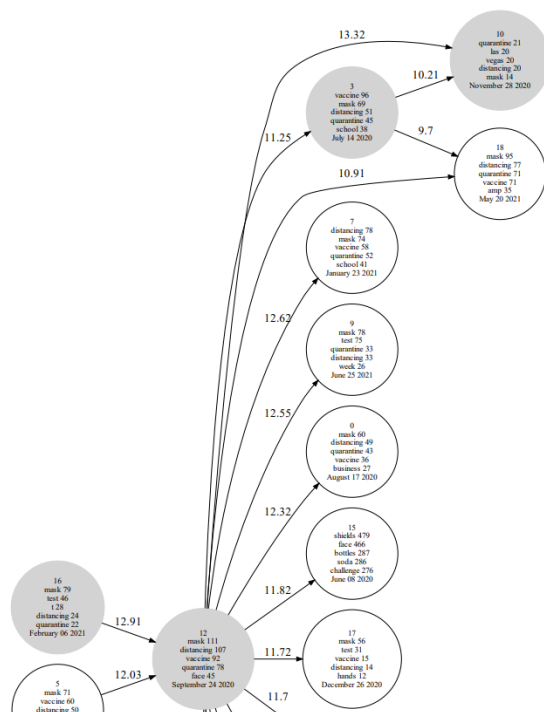 13.32
10
quarantine 21
las 20
vegas 20
distancing 20
mask 14
November 28 2020
10.21
3
vaccine 96
mask 69
distancing 51
quarantine 45
school 38
July 14 2020
11.25
9.7
18
mask 95
distancing 77
quarantine 71
vaccine 71
amp 35
May 20 2021
10.91
7
distancing 78
mask 74
vaccine 58
quarantine 52
school 41
January 23 2021
12.62
9
mask 78
test 75
quarantine 33
distancing 33
week 26
June 25 2021
12.55
0
mask 60
distancing 49
quarantine 43
vaccine 36
business 27
August 17 2020
12.32
15
shields 479
face 466
bottles 287
soda 286
challenge 276
June 08 2020
11.82
16
mask 79
test 46
t 28
distancing 24
quarantine 22
February 06 2021
12.91
12
mask 111
distancing 107
vaccine 92
quarantine 78
face 45
September 24 2020
11.72
17
mask 56
test 31
vaccine 15
distancing 14
hands 12
December 26 2020
12.03
5
mask 71
vaccine 60
distancing 50
11.7